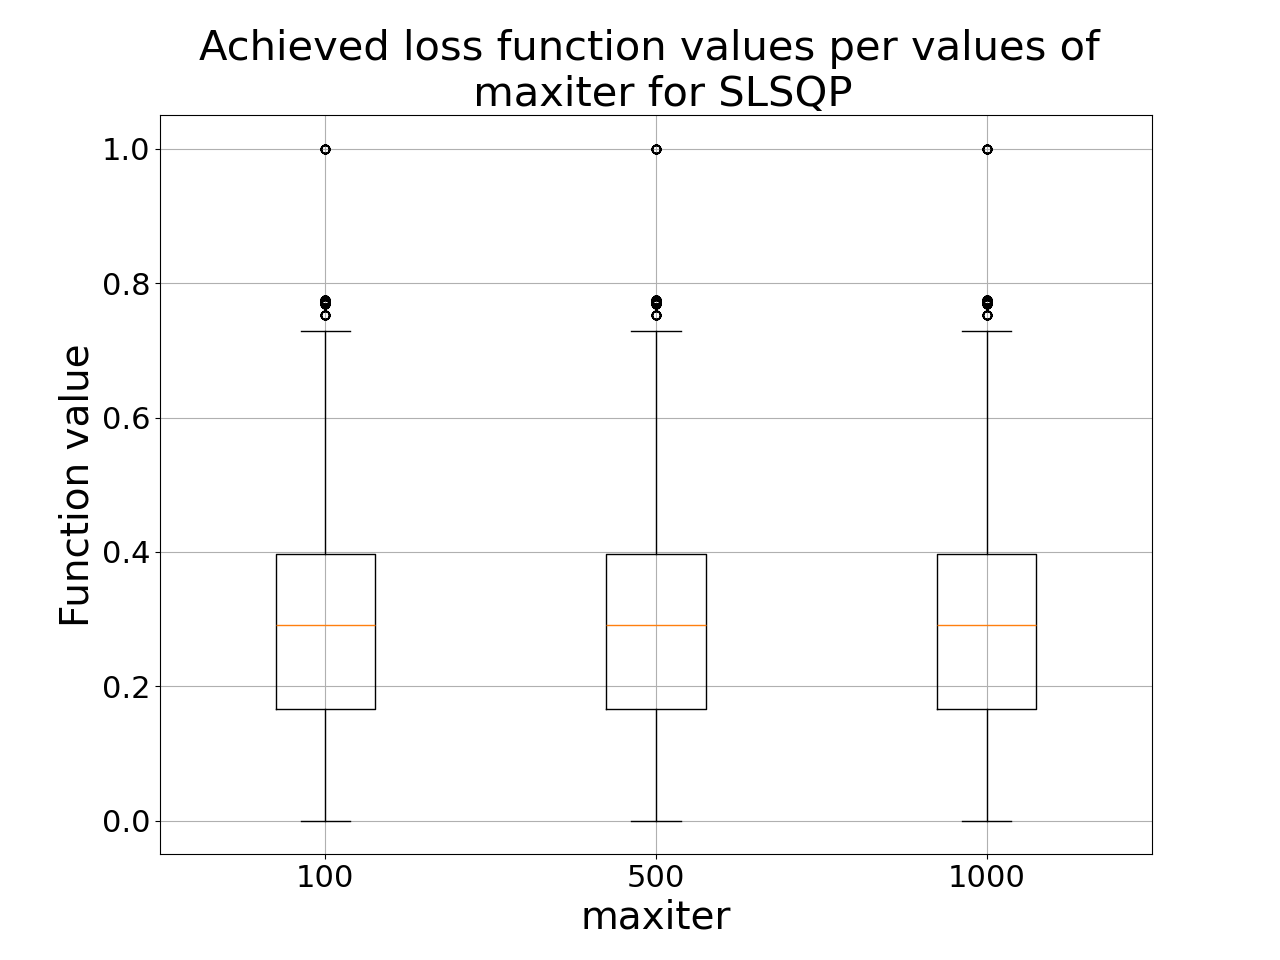 Achieved loss function values per values of
maxiter for SLSQP
Function value
1.0
0.8
0.6
0.4
0.2
0.0
100 500 1000
maxiter